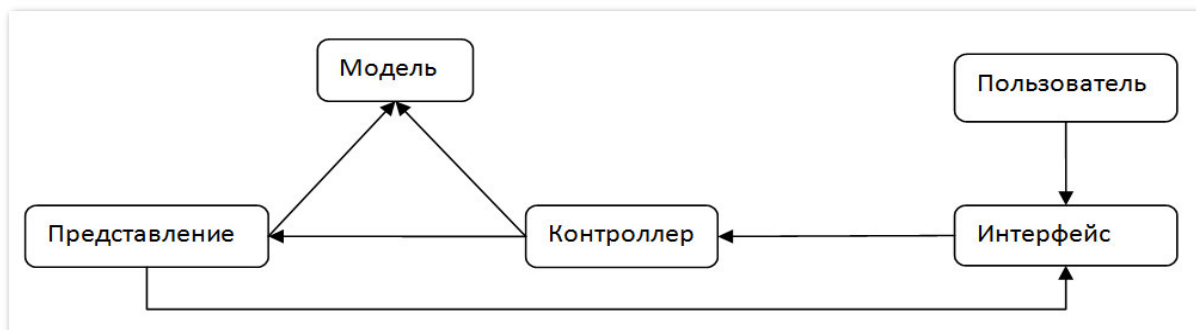 Модель
Пользователь
Представление
Контроллер
Интерфейс